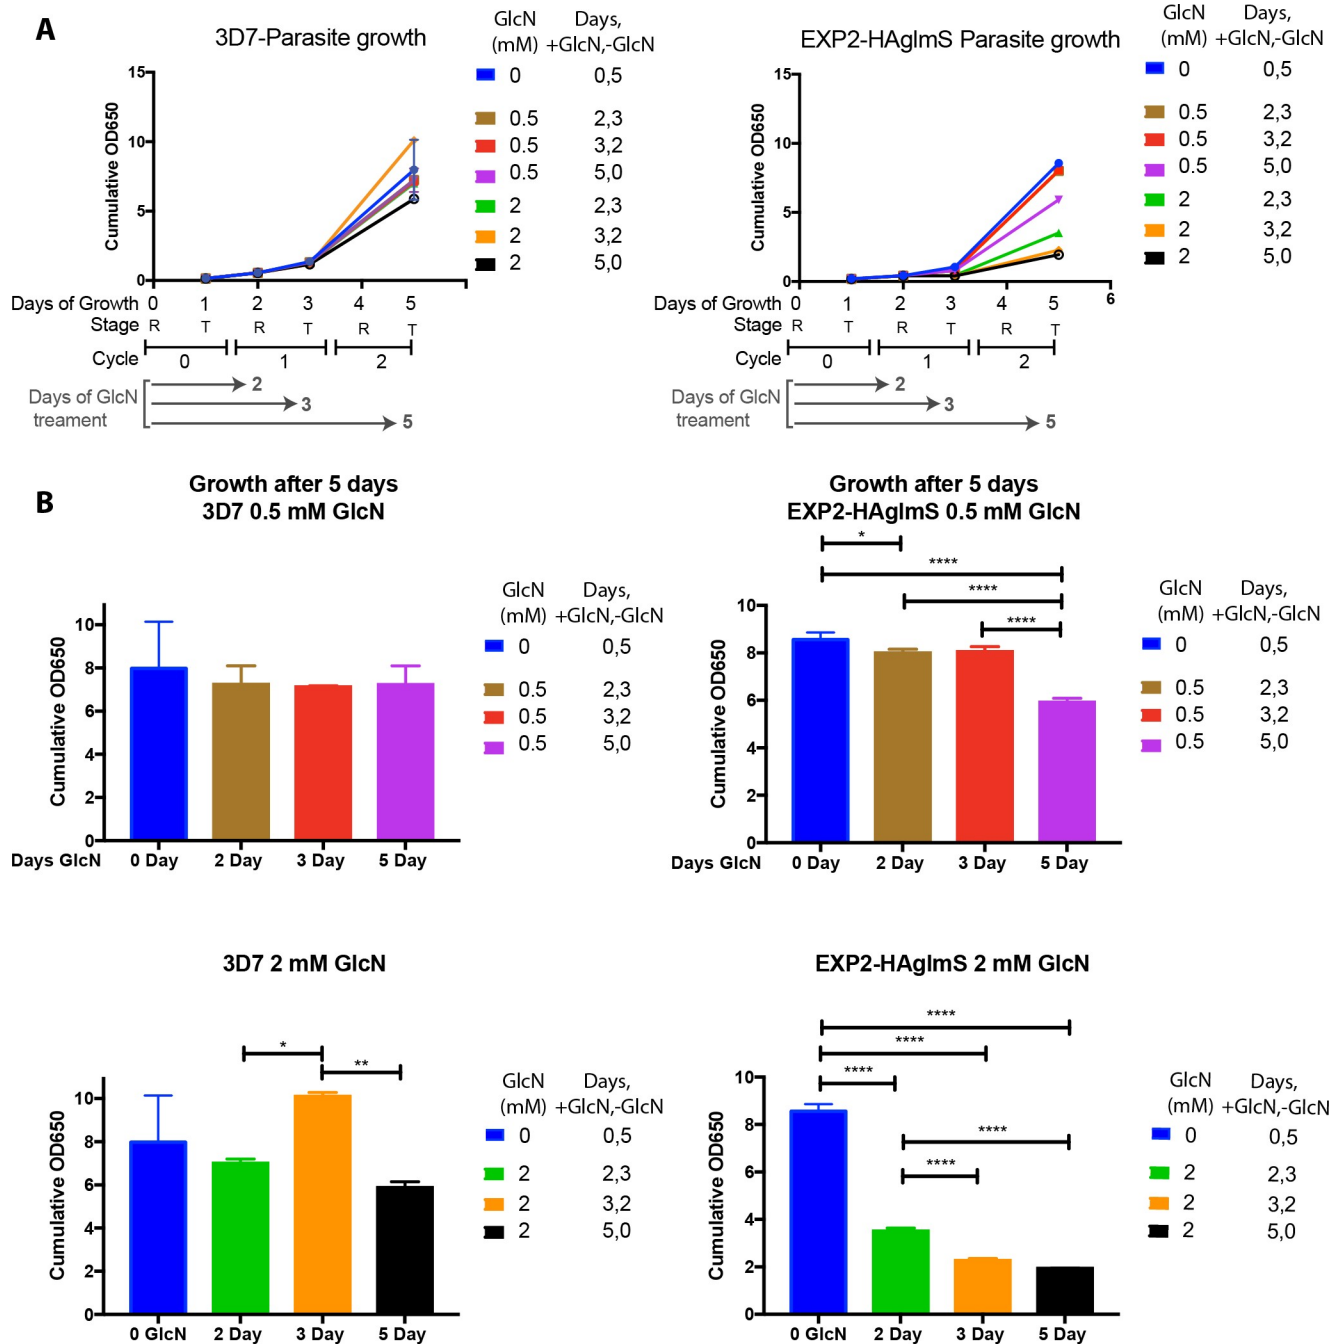 A
3D7-Parasite growth
GlcN Days,
(mM) +GlcN,-GlcN
0 0,5
0.5 2,3
0.5 3,2
0.5 5,0
2 2,3
2 3,2
2 5,0
Cumulative OD650
15
10
5
0
Days of Growth 0 1 2 3 4 5
Stage R T R T R T
Cycle 0 1 2
Days of GlcN
treament
2
3
5
EXP2-HAglmS Parasite growth
GlcN Days,
(mM) +GlcN,-GlcN
0 0,5
0.5 2,3
0.5 3,2
0.5 5,0
2 2,3
2 3,2
2 5,0
Cumulative OD650
15
10
5
0
Days of Growth 0 1 2 3 4 5 6
Stage R T R T R T
Cycle 0 1 2
Days of GlcN
treament
2
3
5
B
Growth after 5 days
3D7 0.5 mM GlcN
GlcN Days,
(mM) +GlcN,-GlcN
0 0,5
0.5 2,3
0.5 3,2
0.5 5,0
Cumulative OD650
10
8
6
4
2
0
Days GlcN 0 Day 2 Day 3 Day 5 Day
Growth after 5 days
EXP2-HAglmS 0.5 mM GlcN
*
****
****
****
GlcN Days,
(mM) +GlcN,-GlcN
0 0,5
0.5 2,3
0.5 3,2
0.5 5,0
Cumulative OD650
10
8
6
4
2
0
Days GlcN 0 Day 2 Day 3 Day 5 Day
3D7 2 mM GlcN
*
**
GlcN Days,
(mM) +GlcN,-GlcN
0 0,5
2 2,3
2 3,2
2 5,0
Cumulative OD650
10
8
6
4
2
0
0 GlcN 2 Day 3 Day 5 Day
EXP2-HAglmS 2 mM GlcN
****
****
****
****
****
GlcN Days,
(mM) +GlcN,-GlcN
0 0,5
2 2,3
2 3,2
2 5,0
Cumulative OD650
10
8
6
4
2
0
0 GlcN 2 Day 3 Day 5 Day